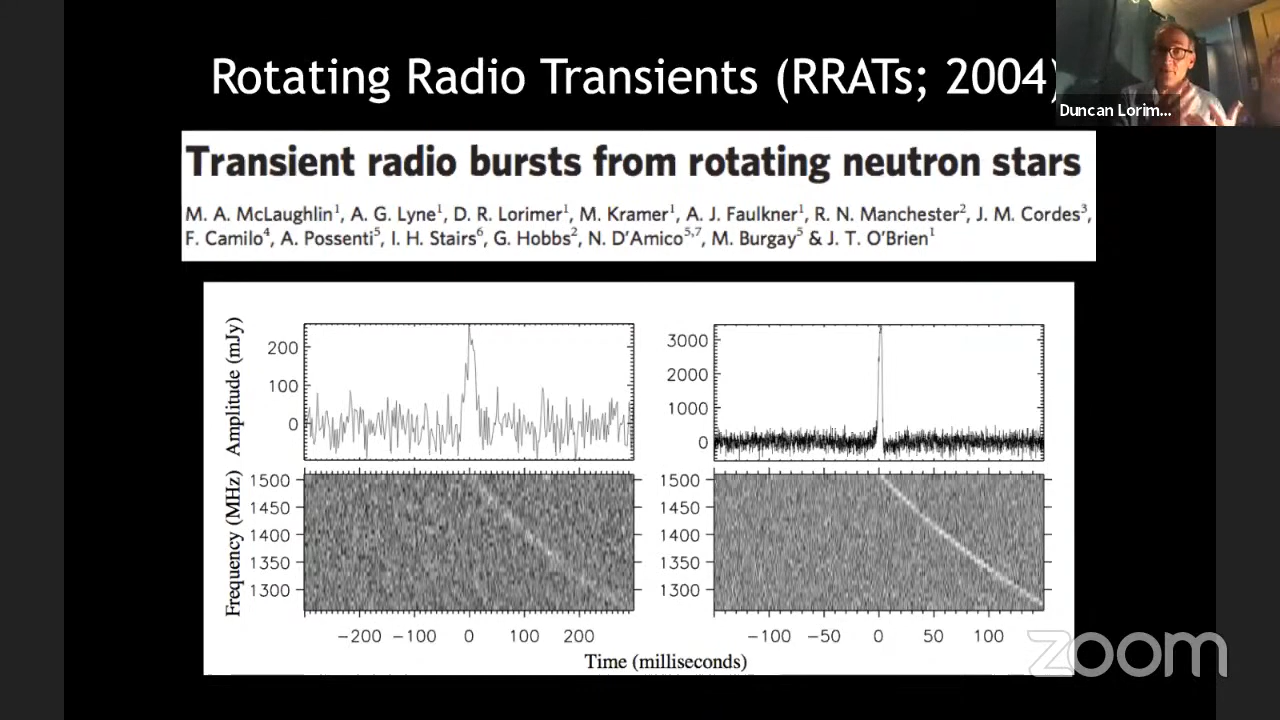 Rotating Radio Transients (RRATs; 2004)
Duncan Lorim...
Transient radio bursts from rotating neutron stars
M. A. McLaughlin¹, A. G. Lyne¹, D. R. Lorimer¹, M. Kramer¹, A. J. Faulkner¹, R. N. Manchester², J. M. Cordes³,
F. Camilo⁴, A. Possenti⁵, I. H. Stairs⁶, G. Hobbs², N. D'Amico⁵,⁷, M. Burgay⁵ & J. T. O'Brien¹
Amplitude (mJy)
200
100
0
3000
2000
1000
0
Frequency (MHz)
1500
1450
1400
1350
1300
1500
1450
1400
1350
1300
−200 −100 0 100 200
−100 −50 0 50 100
Time (milliseconds)
zoom